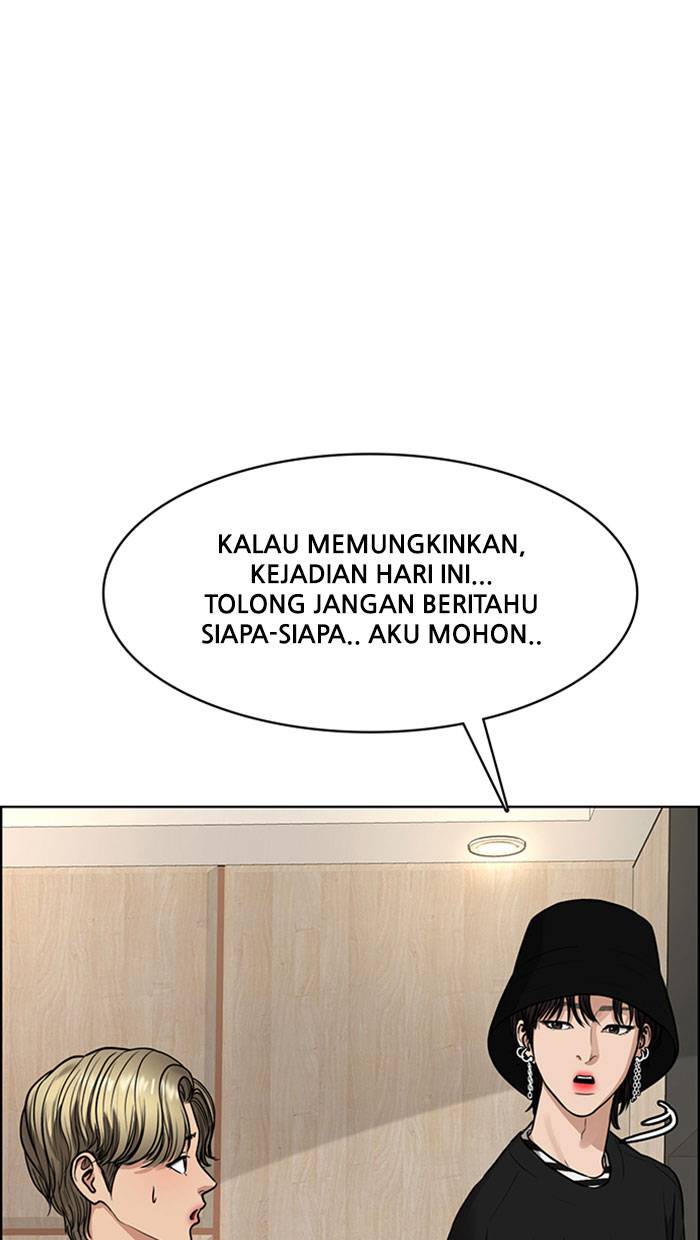 KALAU MEMUNGKINKAN,
KEJADIAN HARI INI...
TOLONG JANGAN BERITAHU
SIAPA-SIAPA.. AKU MOHON..